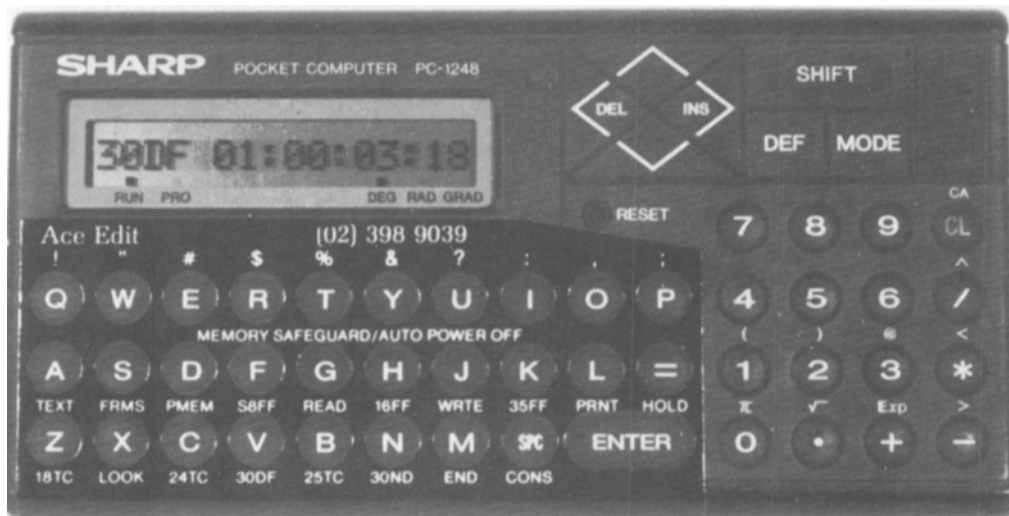 SHARP POCKET COMPUTER PC-1248
SHIFT
DEL INS
30DF 01:00:03:18
DEF MODE
RUN PRO DEG RAD GRAD
RESET
CA
7 8 9 CL
Ace Edit (02) 398 9039
! " # $ % & ? : , ; ^
Q W E R T Y U I O P 4 5 6 /
MEMORY SAFEGUARD/AUTO POWER OFF ( ) @ <
A S D F G H J K L = 1 2 3 *
TEXT FRMS PMEM S8FF READ 16FF WRTE 35FF PRNT HOLD π √ Exp >
Z X C V B N M SPC ENTER 0 • + −
18TC LOOK 24TC 30DF 25TC 30ND END CONS